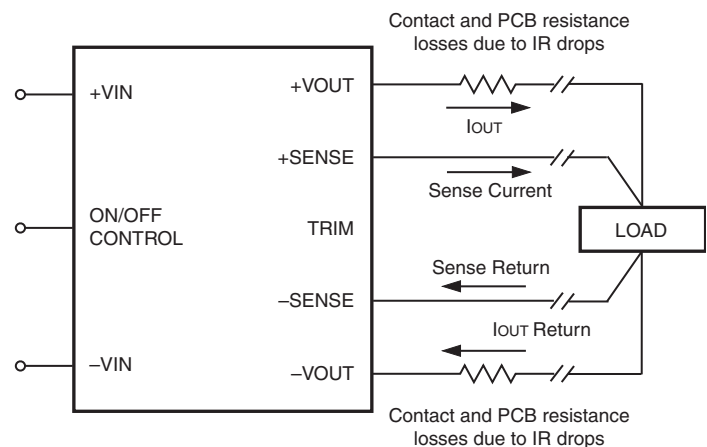 Contact and PCB resistance
losses due to IR drops
+VOUT
+VIN
IOUT
+SENSE
Sense Current
ON/OFF
CONTROL
TRIM
LOAD
Sense Return
–SENSE
IOUT Return
–VIN
–VOUT
Contact and PCB resistance
losses due to IR drops